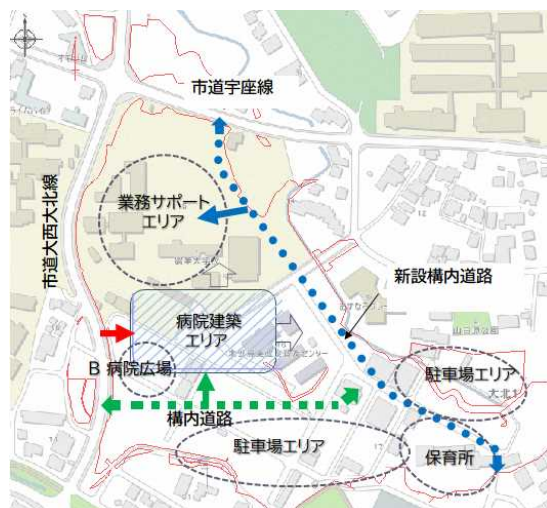 市道宇座線
業務サポート
エリア
市道大西大北線
新設構内道路
病院建築
エリア
B 病院広場
駐車場エリア
大北1
構内道路
駐車場エリア
保育所